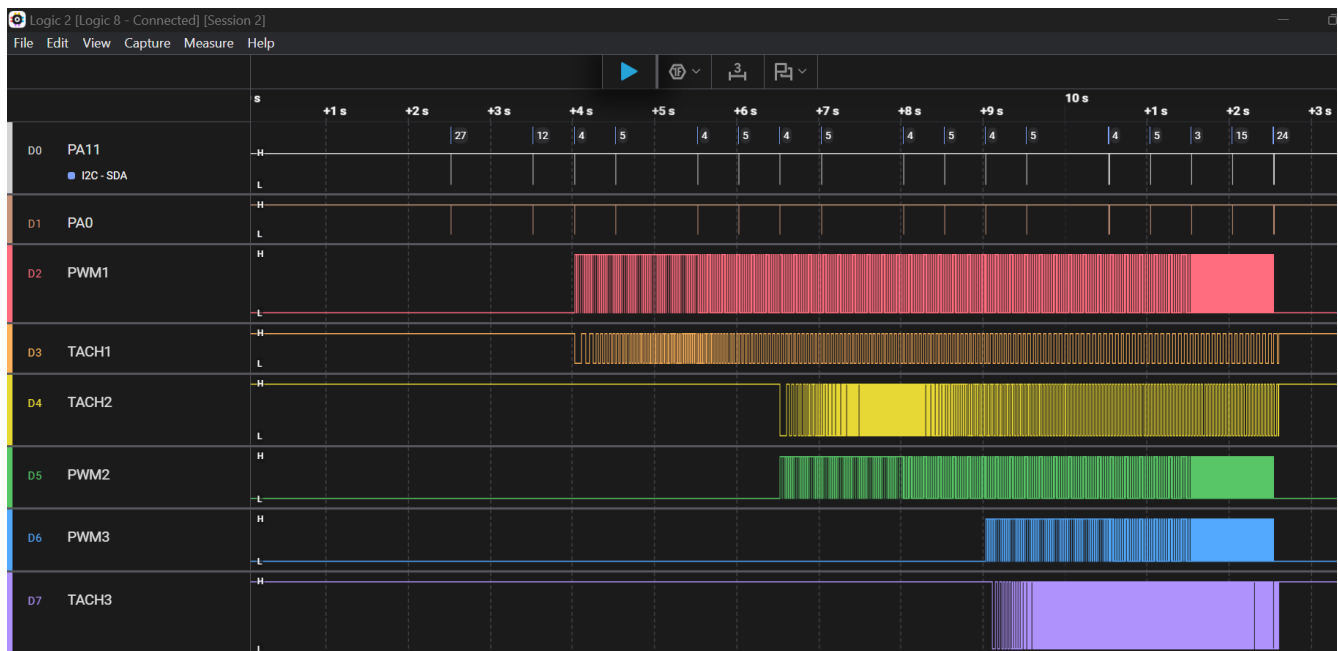 Logic 2 [Logic 8 - Connected] [Session 2]
File Edit View Capture Measure Help
3
s 10 s
+1 s +2 s +3 s +4 s +5 s +6 s +7 s +8 s +9 s +1 s +2 s +3 s
27 12 4 5 4 5 4 5 4 5 4 5 4 5 3 15 24
D0 PA11 H
I2C - SDA L
H
D1 PA0 L
H
D2 PWM1
L
H
D3 TACH1 L
H
D4 TACH2
L
H
D5 PWM2
L
H
D6 PWM3
L
H
D7 TACH3
L